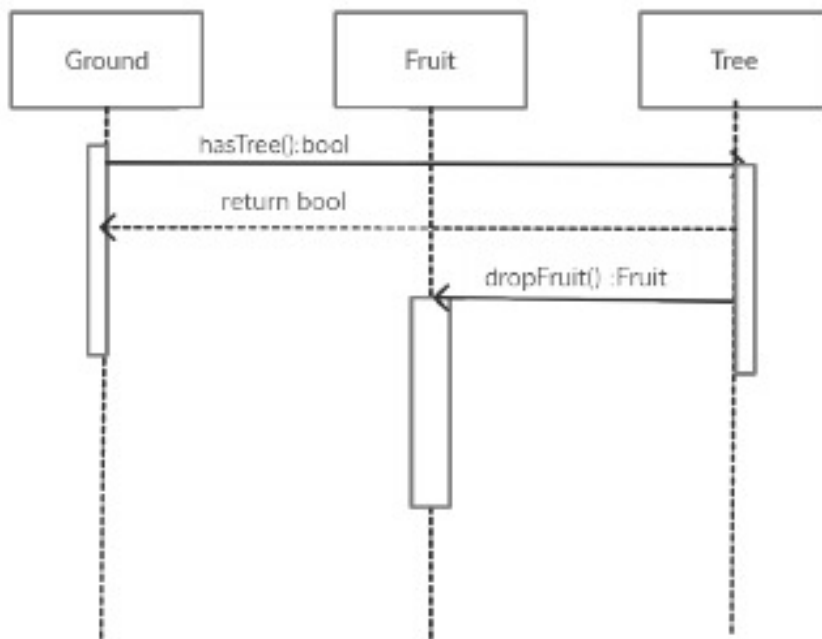 Ground
Fruit
Tree
hasTree():bool
return bool
dropFruit() :Fruit